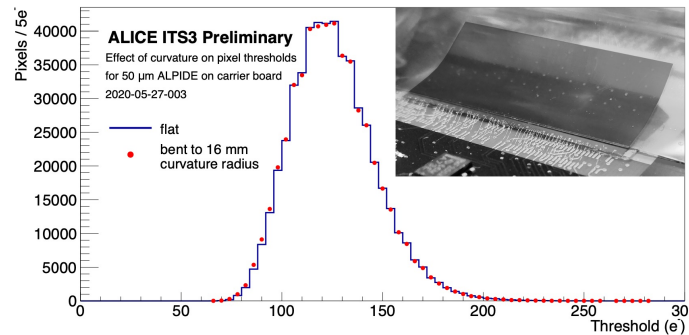 Pixels / 5e⁻
40000
35000
30000
25000
20000
15000
10000
5000
0
ALICE ITS3 Preliminary
Effect of curvature on pixel thresholds
for 50 µm ALPIDE on carrier board
2020-05-27-003
flat
bent to 16 mm
curvature radius
0 50 100 150 200 250 30
Threshold (e⁻)